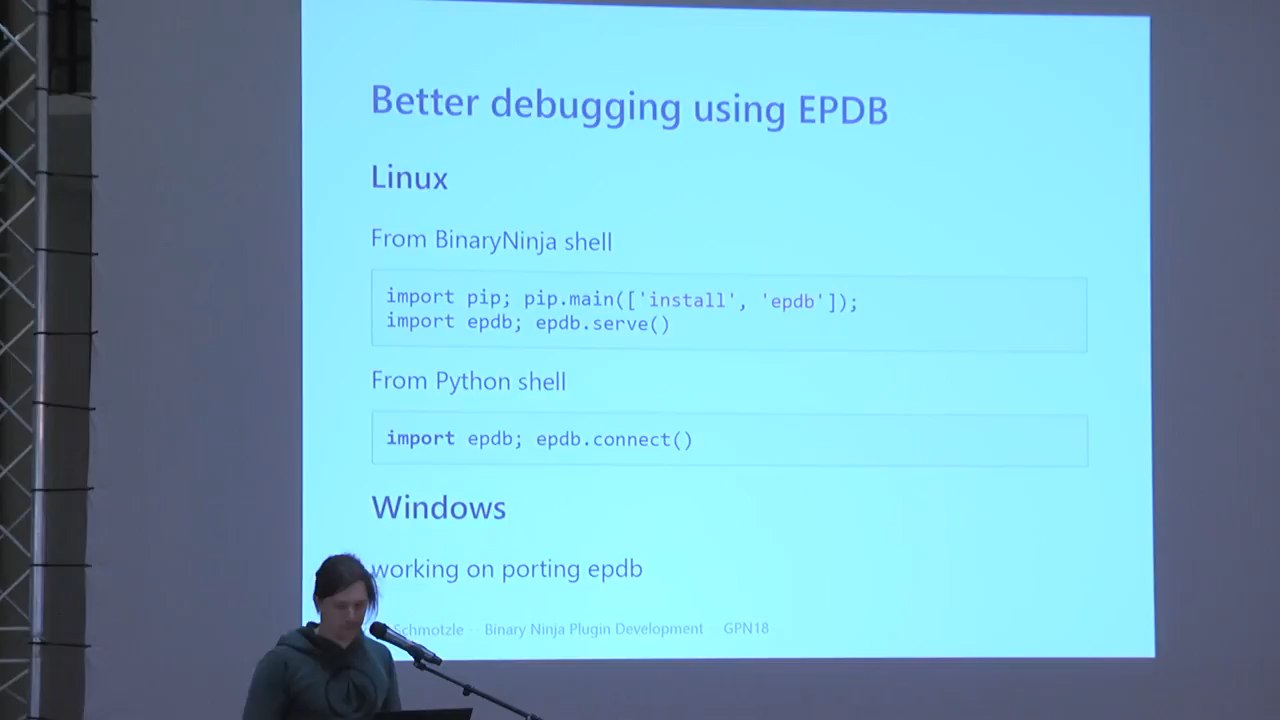 Better debugging using EPDB
Linux
From BinaryNinja shell
import pip; pip.main(['install', 'epdb']);
import epdb; epdb.serve()
From Python shell
import epdb; epdb.connect()
Windows
working on porting epdb
Schmotzle — Binary Ninja Plugin Development GPN18